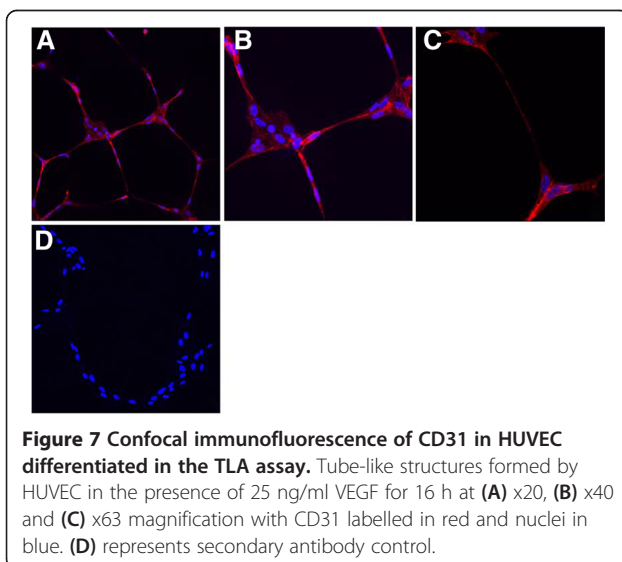 A
B
C
D
Figure 7 Confocal immunofluorescence of CD31 in HUVEC
differentiated in the TLA assay. Tube-like structures formed by
HUVEC in the presence of 25 ng/ml VEGF for 16 h at (A) x20, (B) x40
and (C) x63 magnification with CD31 labelled in red and nuclei in
blue. (D) represents secondary antibody control.